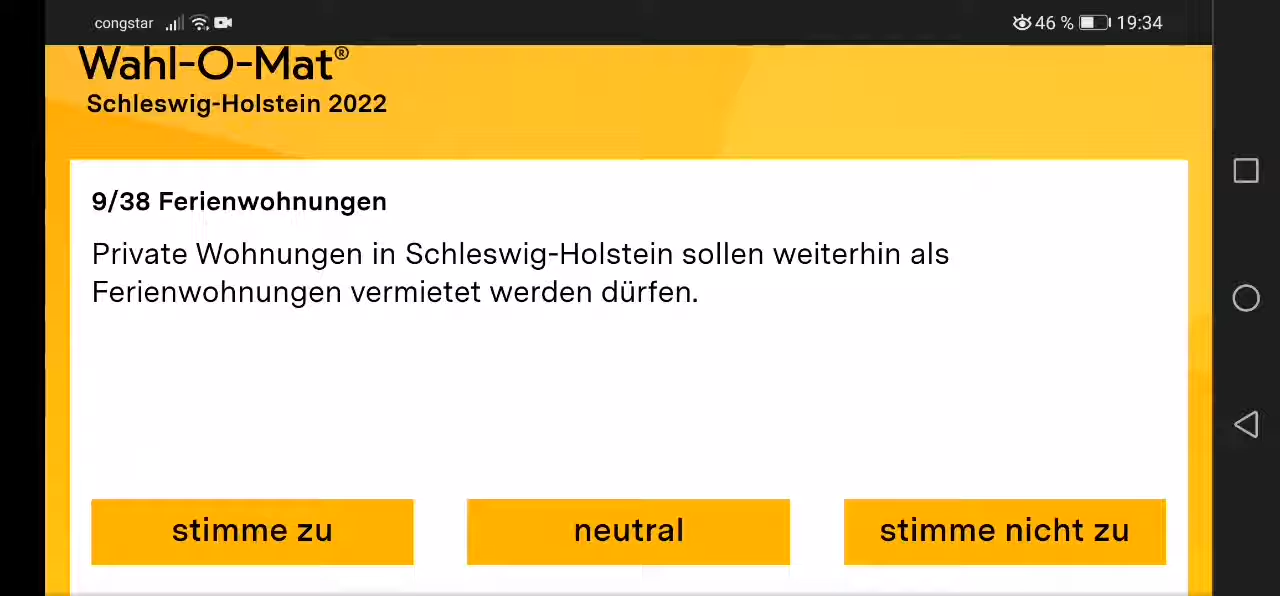 congstar 46 % 19:34
Wahl-O-Mat®
Schleswig-Holstein 2022
9/38 Ferienwohnungen
Private Wohnungen in Schleswig-Holstein sollen weiterhin als
Ferienwohnungen vermietet werden dürfen.
stimme zu neutral stimme nicht zu